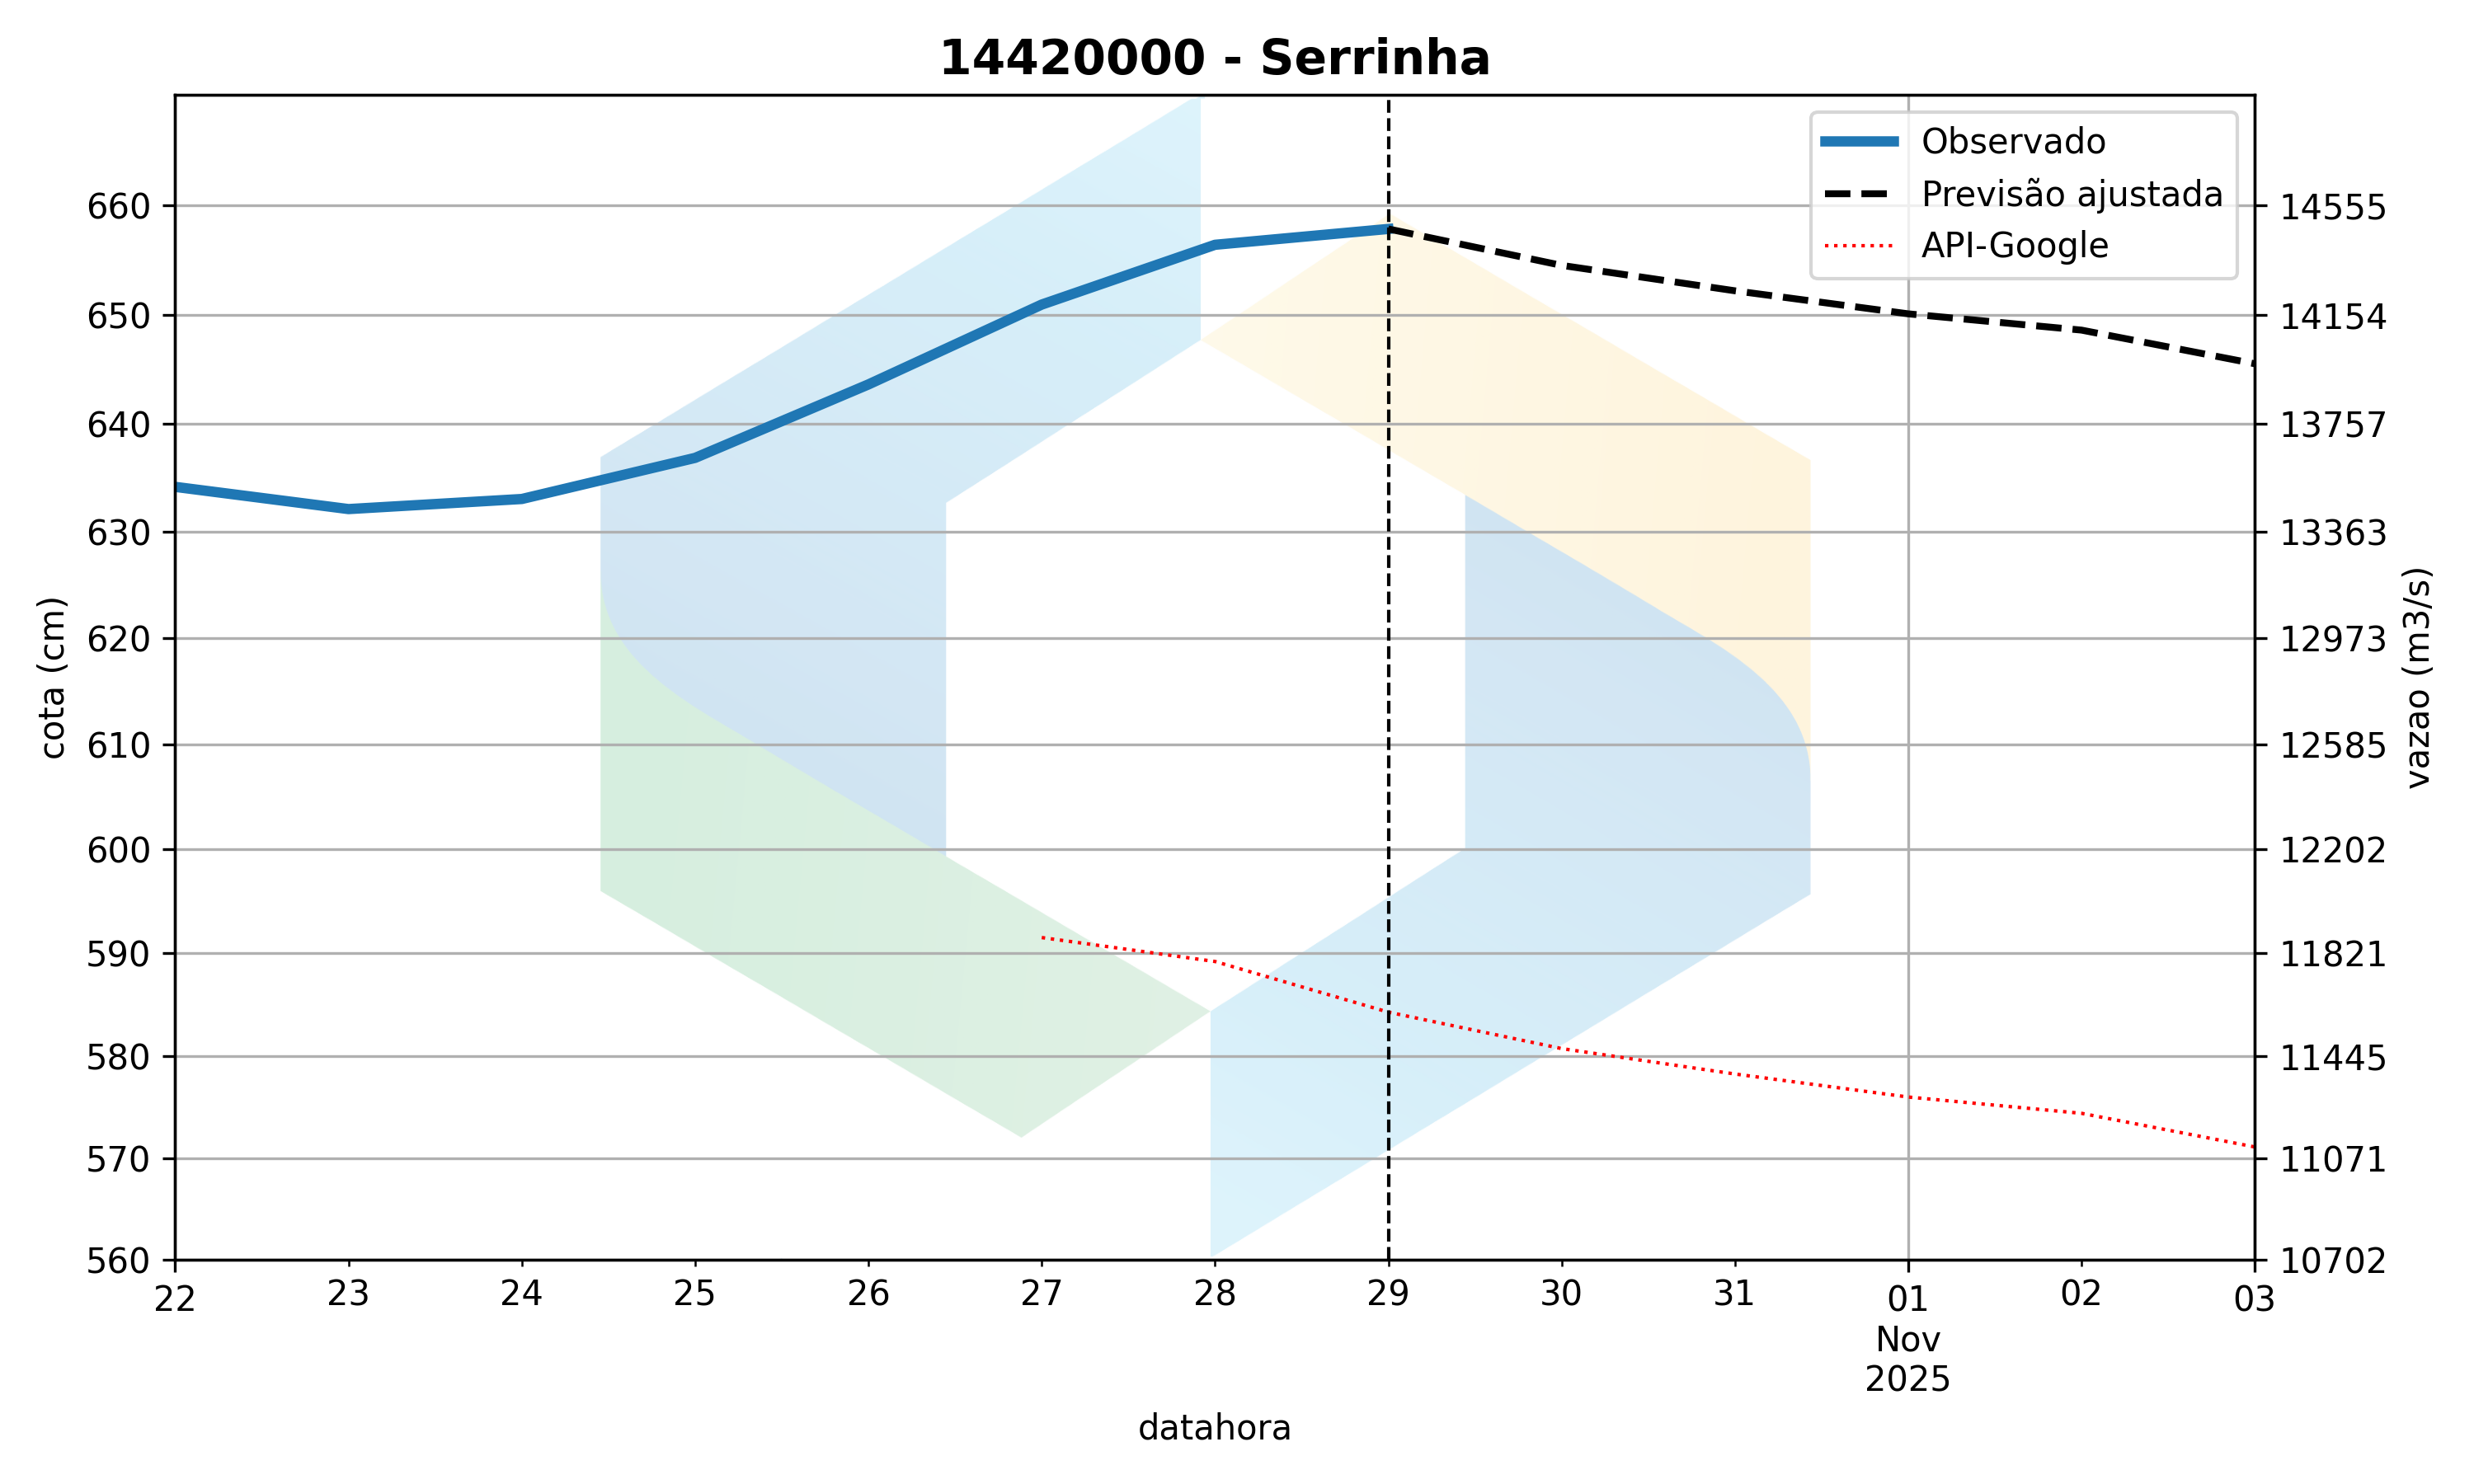 14420000 - Serrinha
Observado
Previsão ajustada
API-Google
660
650
640
630
620
610
600
590
580
570
560
cota (cm)
14555
14154
13757
13363
12973
12585
12202
11821
11445
11071
10702
vazao (m3/s)
22 23 24 25 26 27 28 29 30 31 01 02 03
Nov
2025
datahora